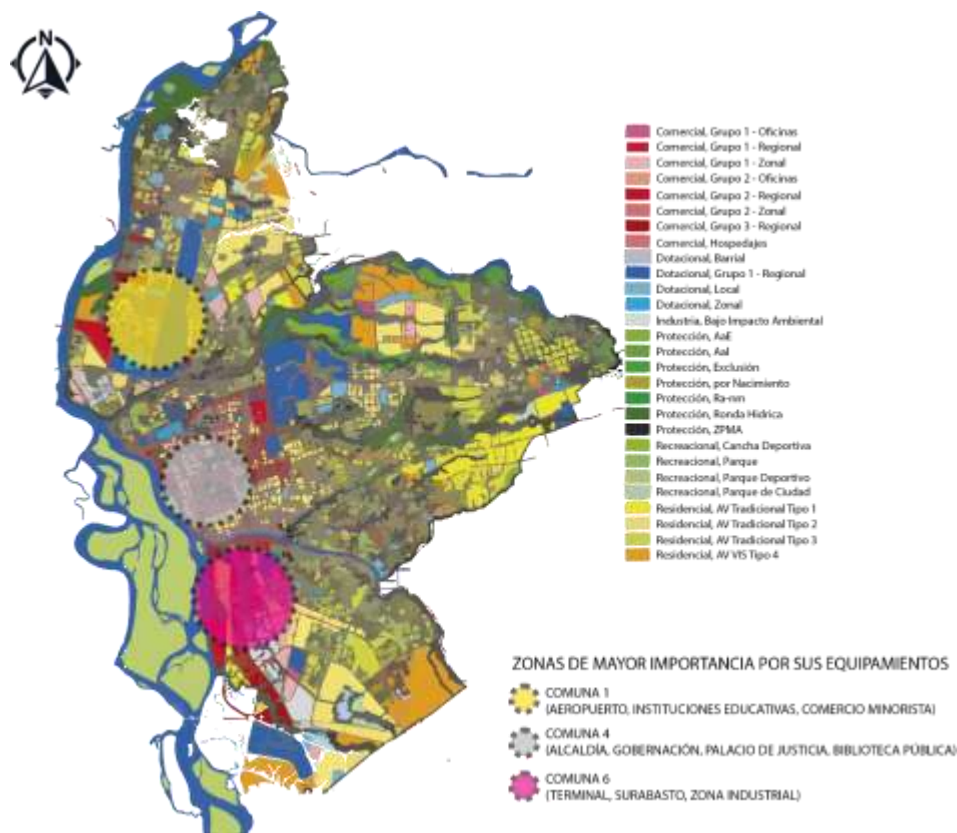 N
Comercial, Grupo 1 - Oficinas
Comercial, Grupo 1 - Regional
Comercial, Grupo 1 - Zonal
Comercial, Grupo 2 - Oficinas
Comercial, Grupo 2 - Regional
Comercial, Grupo 2 - Zonal
Comercial, Grupo 3 - Regional
Comercial, Hospedajes
Dotacional, Barrial
Dotacional, Grupo 1 - Regional
Dotacional, Local
Dotacional, Zonal
Industria, Bajo Impacto Ambiental
Protección, AaE
Protección, AaI
Protección, Exclusión
Protección, por Nacimiento
Protección, Ra-nm
Protección, Ronda Hídrica
Protección, ZPMA
Recreacional, Cancha Deportiva
Recreacional, Parque
Recreacional, Parque Deportivo
Recreacional, Parque de Ciudad
Residencial, AV Tradicional Tipo 1
Residencial, AV Tradicional Tipo 2
Residencial, AV Tradicional Tipo 3
Residencial, AV VIS Tipo 4
ZONAS DE MAYOR IMPORTANCIA POR SUS EQUIPAMIENTOS
COMUNA 1
(AEROPUERTO, INSTITUCIONES EDUCATIVAS, COMERCIO MINORISTA)
COMUNA 4
(ALCALDÍA, GOBERNACIÓN, PALACIO DE JUSTICIA, BIBLIOTECA PÚBLICA)
COMUNA 6
(TERMINAL, SURABASTO, ZONA INDUSTRIAL)